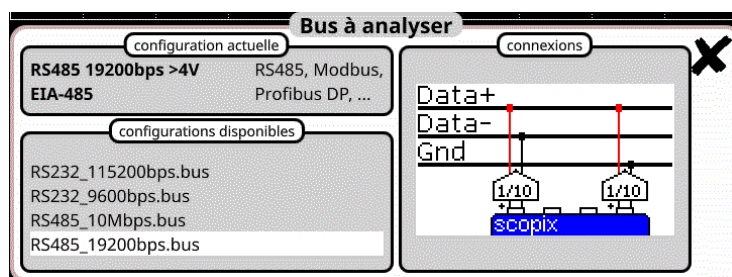 Bus à analyser
configuration actuelle
RS485 19200bps >4V
RS485, Modbus,
EIA-485
Profibus DP, ...
configurations disponibles
RS232_115200bps.bus
RS232_9600bps.bus
RS485_10Mbps.bus
RS485_19200bps.bus
connexions
Data+
Data-
Gnd
1/10
1/10
+
+
scopix